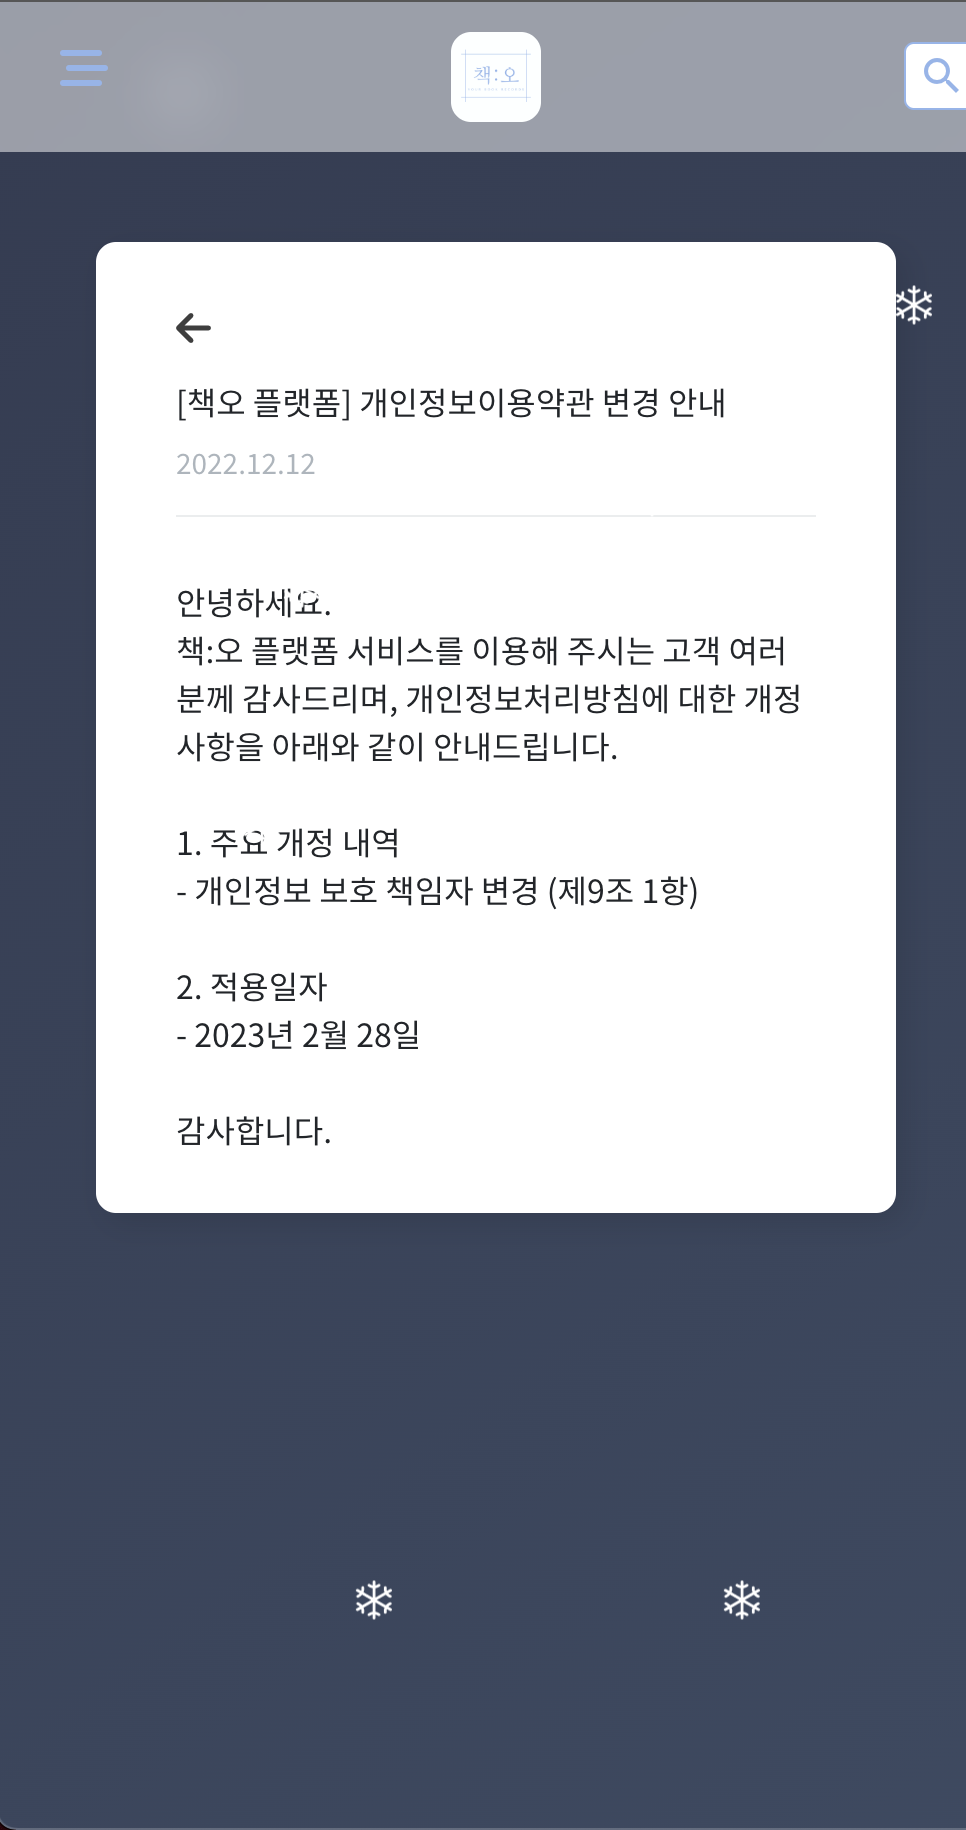 책:오
[책오 플랫폼] 개인정보이용약관 변경 안내
2022.12.12
안녕하세요.
책:오 플랫폼 서비스를 이용해 주시는 고객 여러
분께 감사드리며, 개인정보처리방침에 대한 개정
사항을 아래와 같이 안내드립니다.
1. 주요 개정 내역
- 개인정보 보호 책임자 변경 (제9조 1항)
2. 적용일자
- 2023년 2월 28일
감사합니다.